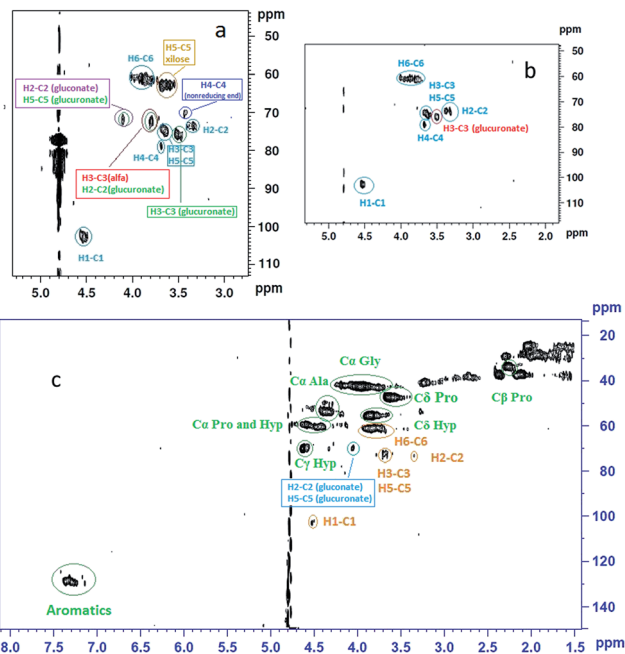 ppm
a
50
60
70
80
90
100
110
5.0 4.5 4.0 3.5 3.0
ppm
H6-C6
H5-C5
xilose
H2-C2 (gluconate)
H5-C5 (glucuronate)
H4-C4
(nonreducing end)
H2-C2
H4-C4
H3-C3
H5-C5
H3-C3(alfa)
H2-C2(glucuronate)
H3-C3 (glucuronate)
H1-C1
ppm
b
50
60
70
80
90
100
110
5.0 4.5 4.0 3.5 3.0 2.5 2.0
ppm
H6-C6
H3-C3
H5-C5
H2-C2
H3-C3 (glucuronate)
H4-C4
H1-C1
ppm
c
20
40
60
80
100
120
140
8.0 7.0 6.0 5.0 4.5 4.0 3.5 3.0 2.5 2.0 1.5
ppm
Cα Gly
Cα Ala
Cδ Pro
Cβ Pro
Cα Pro and Hyp
Cδ Hyp
H6-C6
Cγ Hyp
H3-C3
H5-C5
H2-C2
H2-C2 (gluconate)
H5-C5 (glucuronate)
H1-C1
Aromatics